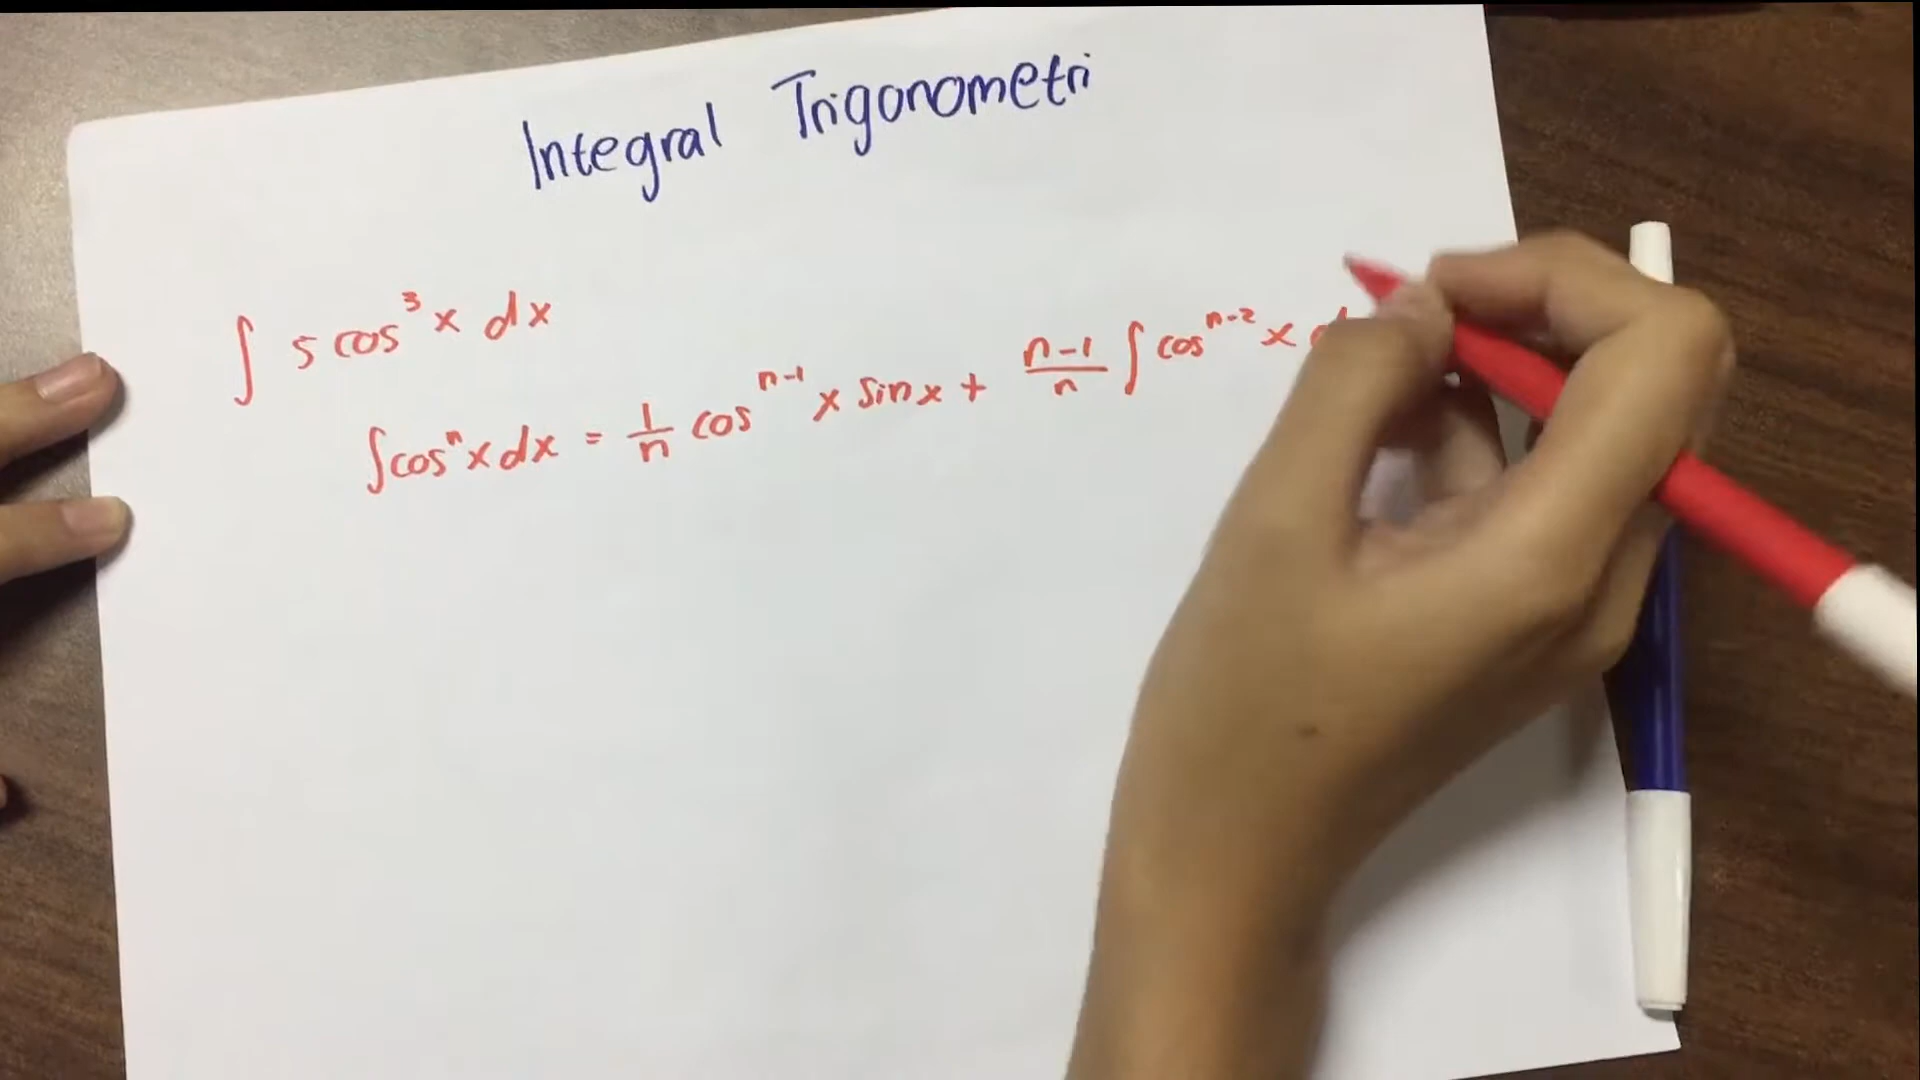 Integral Trigonometri
∫ 5 cos³ x dx
∫cosⁿ x dx = 1/n cosⁿ⁻¹ x sin x + n-1/n ∫ cosⁿ⁻² x d